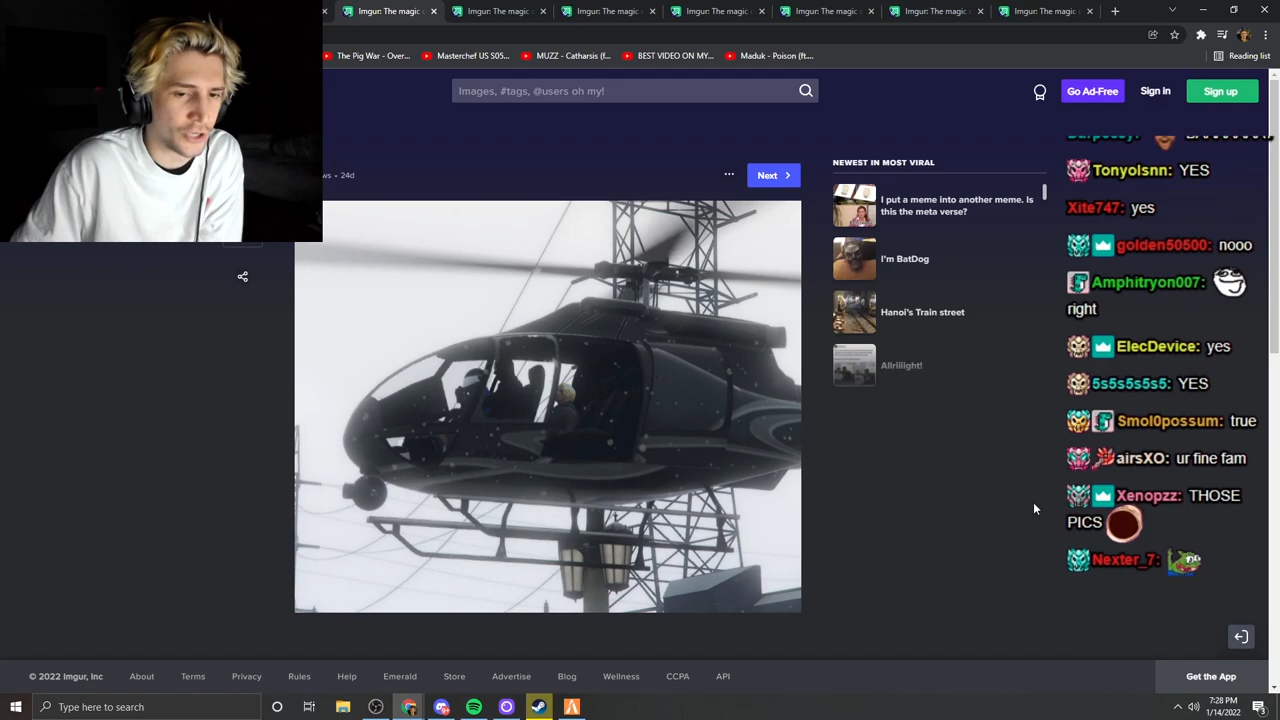 Imgur: The magic
Imgur: The magic
Imgur: The magic oh
Imgur: The magic
Imgur: The magic
Imgur: The magic
Imgur: The magic
The Pig War - Over...
Masterchef US S05...
MUZZ - Catharsis (f...
BEST VIDEO ON MY...
Maduk - Poison (ft....
Reading list
Images, #tags, @users oh my!
Go Ad-Free
Sign in
Sign up
ws • 24d
Next
NEWEST IN MOST VIRAL
I put a meme into another meme. Is
this the meta verse?
I'm BatDog
Hanoi's Train street
Allriiiight!
Tonyolsnn: YES
Xite747: yes
golden50500: nooo
Amphitryon007:
right
ElecDevice: yes
5s5s5s5s5: YES
Smol0possum: true
airsXO: ur fine fam
Xenopzz: THOSE
PICS
Nexter_7:
© 2022 Imgur, Inc
About
Terms
Privacy
Rules
Help
Emerald
Store
Advertise
Blog
Wellness
CCPA
API
Get the App
Type here to search
7:28 PM
1/14/2022